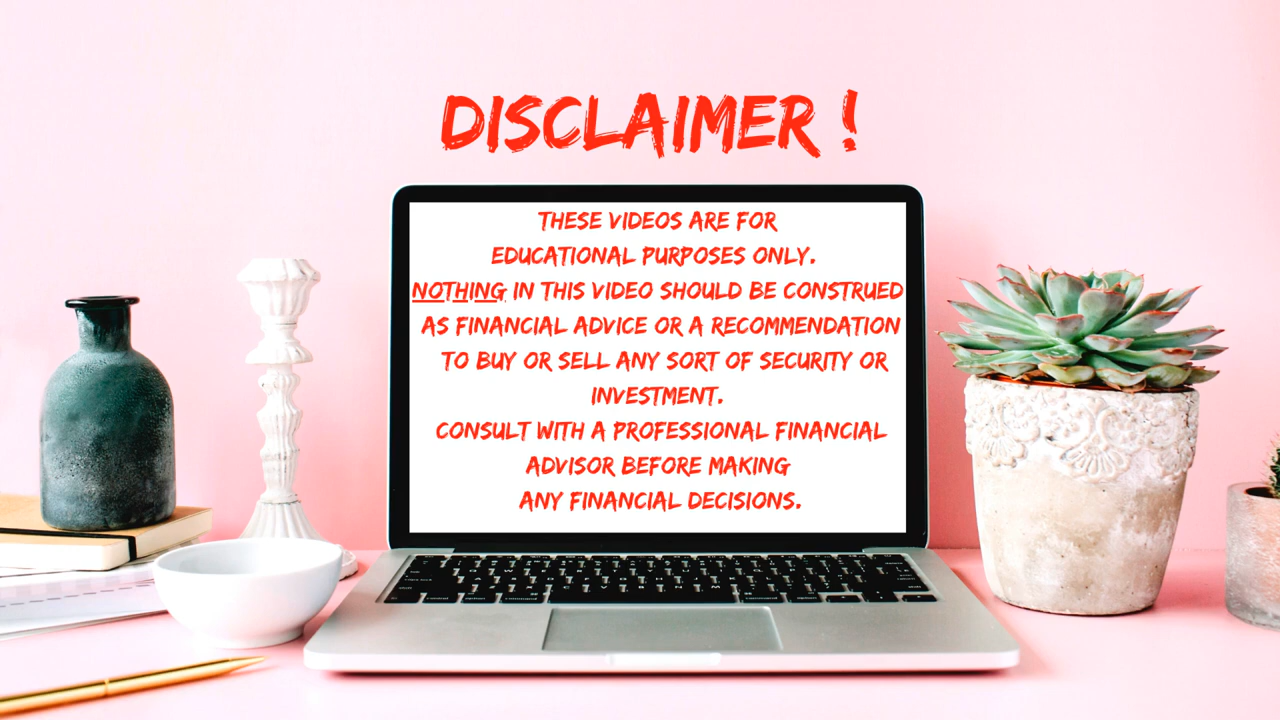 DISCLAIMER !
THESE VIDEOS ARE FOR
EDUCATIONAL PURPOSES ONLY.
NOTHING IN THIS VIDEO SHOULD BE CONSTRUED
AS FINANCIAL ADVICE OR A RECOMMENDATION
TO BUY OR SELL ANY SORT OF SECURITY OR
INVESTMENT.
CONSULT WITH A PROFESSIONAL FINANCIAL
ADVISOR BEFORE MAKING
ANY FINANCIAL DECISIONS.